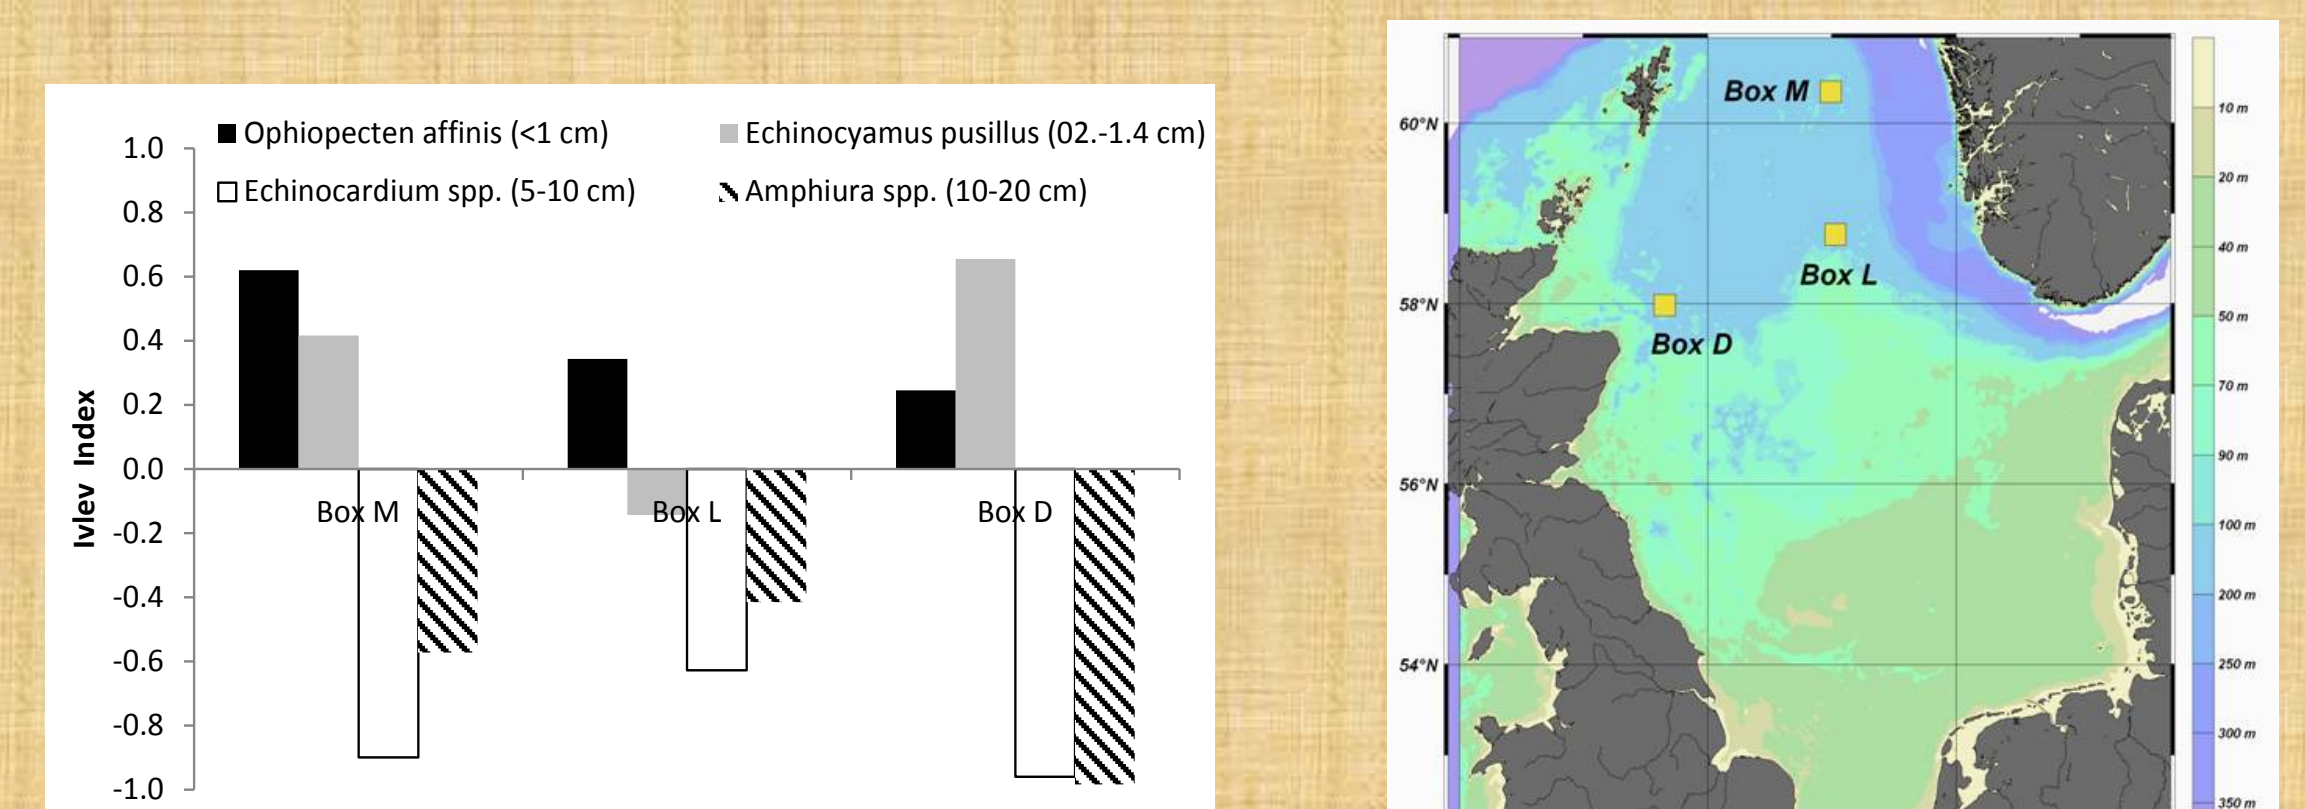 Ophiopecten affinis (<1 cm)
Echinocyamus pusillus (02.-1.4 cm)
Echinocardium spp. (5-10 cm)
Amphiura spp. (10-20 cm)
1.0
0.8
0.6
0.4
0.2
0.0
-0.2
-0.4
-0.6
-0.8
-1.0
Ivlev Index
Box M
Box L
Box D
Box M
Box L
Box D
60°N
58°N
56°N
54°N
10 m
20 m
40 m
50 m
70 m
90 m
100 m
200 m
250 m
300 m
350 m